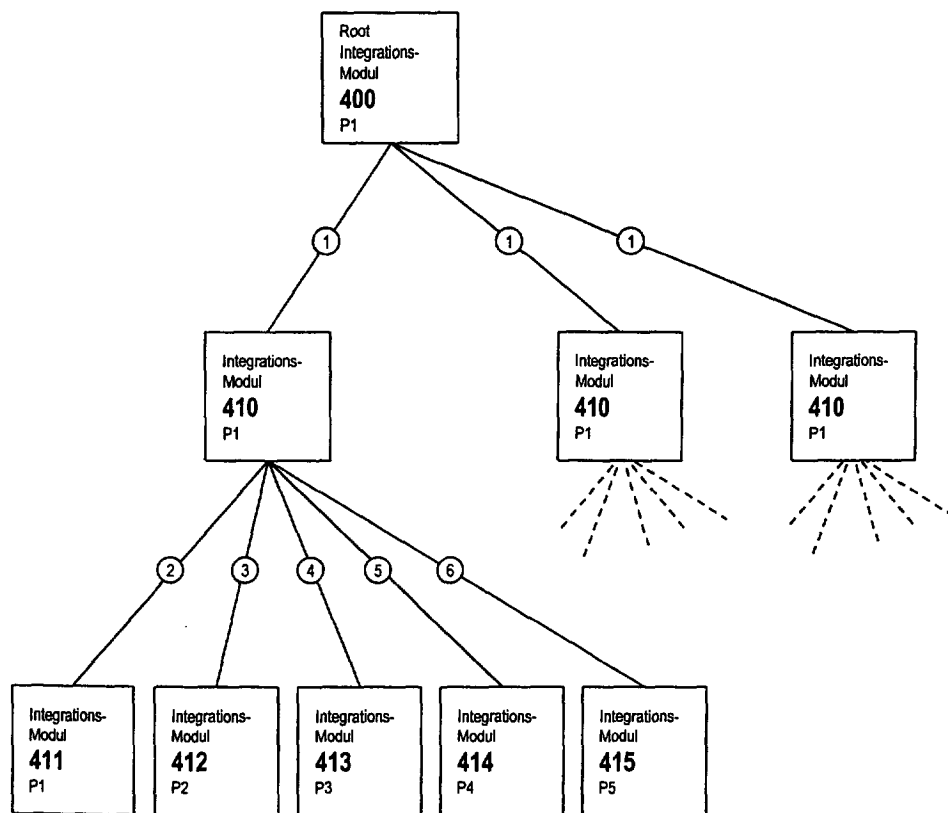 Root
Integrations-
Modul
400
P1
1
1
1
Integrations-
Modul
410
P1
Integrations-
Modul
410
P1
Integrations-
Modul
410
P1
2
3
4
5
6
Integrations-
Modul
411
P1
Integrations-
Modul
412
P2
Integrations-
Modul
413
P3
Integrations-
Modul
414
P4
Integrations-
Modul
415
P5